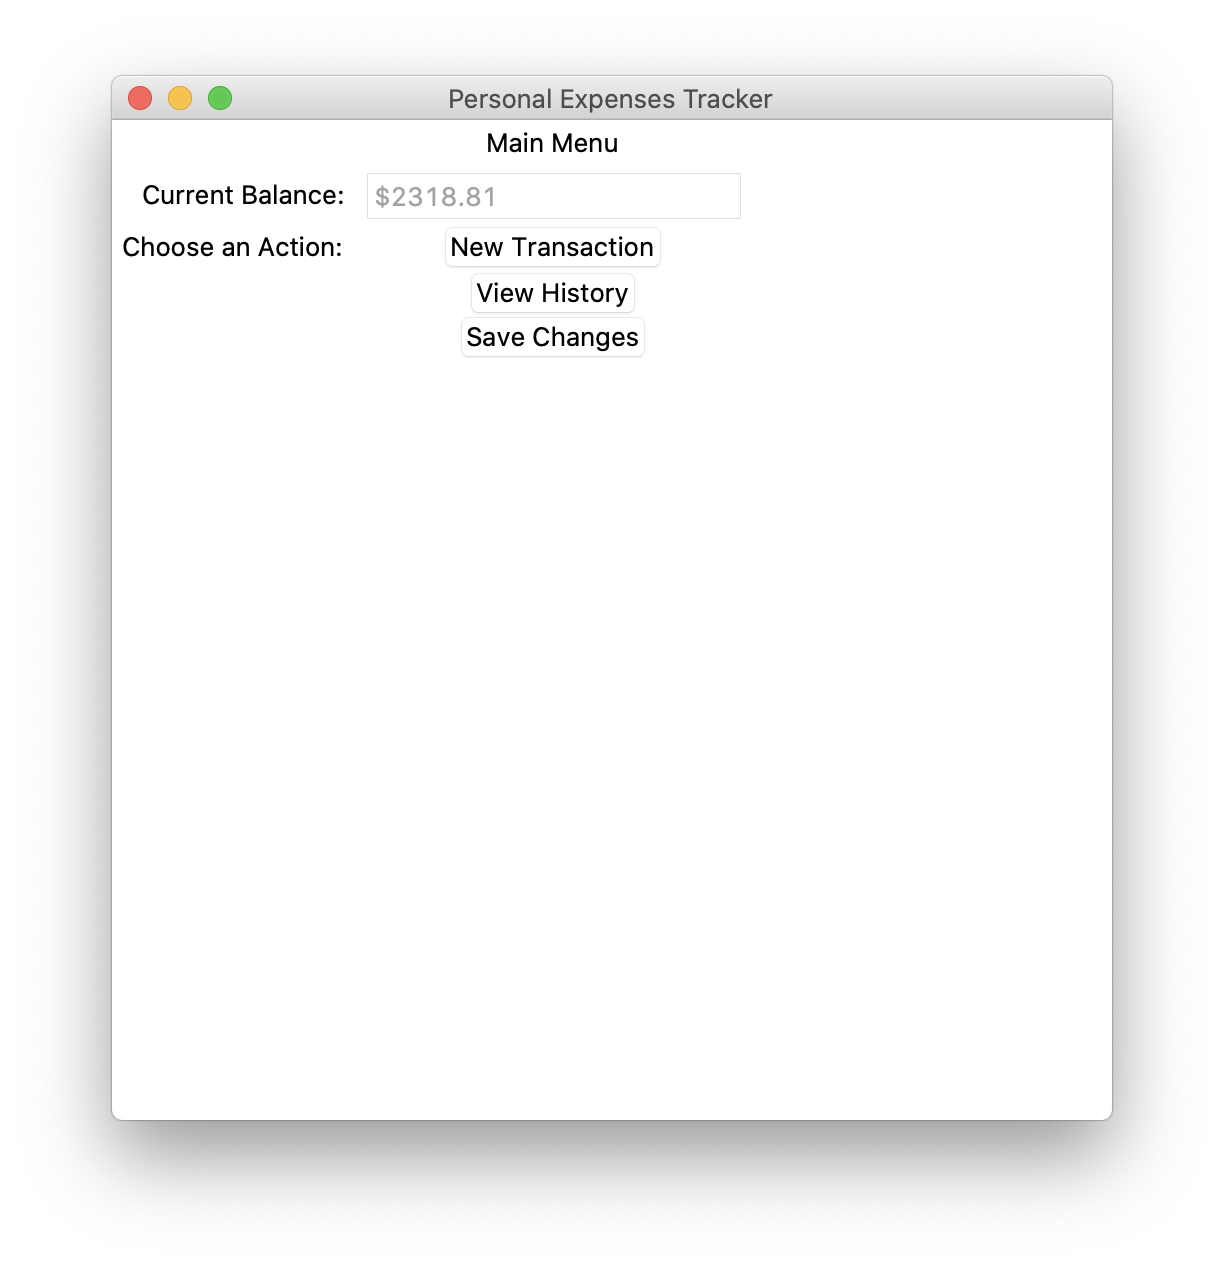 Personal Expenses Tracker
Main Menu
Current Balance: $2318.81
Choose an Action: New Transaction
View History
Save Changes